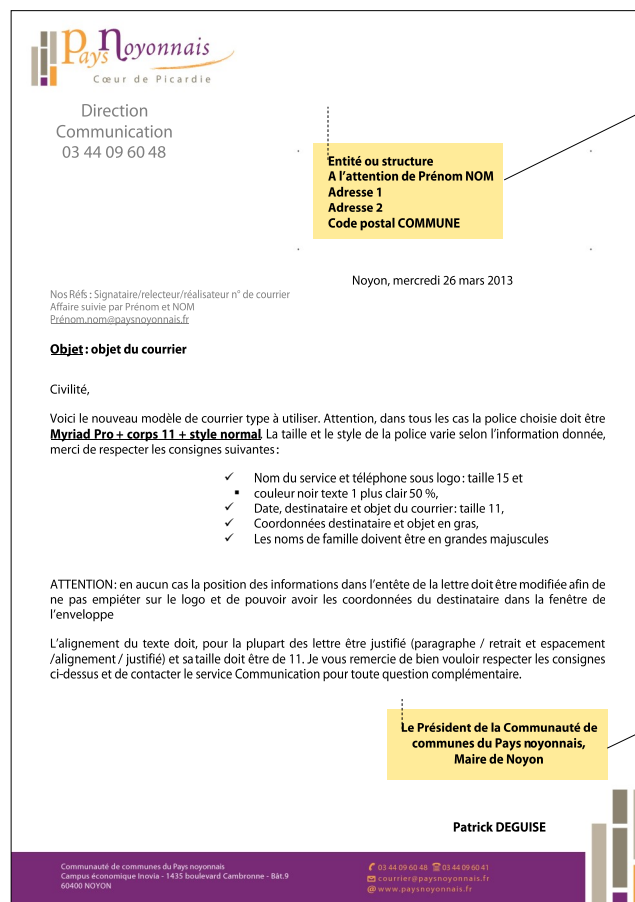 Pays Noyonnais
Cœur de Picardie
Direction
Communication
03 44 09 60 48
Entité ou structure
A l'attention de Prénom NOM
Adresse 1
Adresse 2
Code postal COMMUNE
Noyon, mercredi 26 mars 2013
Nos Réfs : Signataire/relecteur/réalisateur n° de courrier
Affaire suivie par Prénom et NOM
Prénom.nom@paysnoyonnais.fr
Objet : objet du courrier
Civilité,
Voici le nouveau modèle de courrier type à utiliser. Attention, dans tous les cas la police choisie doit être
Myriad Pro + corps 11 + style normal. La taille et le style de la police varie selon l'information donnée,
merci de respecter les consignes suivantes :
✓ Nom du service et téléphone sous logo : taille 15 et
▪ couleur noir texte 1 plus clair 50 %,
✓ Date, destinataire et objet du courrier : taille 11,
✓ Coordonnées destinataire et objet en gras,
✓ Les noms de famille doivent être en grandes majuscules
ATTENTION : en aucun cas la position des informations dans l'entête de la lettre doit être modifiée afin de
ne pas empiéter sur le logo et de pouvoir avoir les coordonnées du destinataire dans la fenêtre de
l'enveloppe
L'alignement du texte doit, pour la plupart des lettre être justifié (paragraphe / retrait et espacement
/alignement / justifié) et sa taille doit être de 11. Je vous remercie de bien vouloir respecter les consignes
ci-dessus et de contacter le service Communication pour toute question complémentaire.
Le Président de la Communauté de
communes du Pays noyonnais,
Maire de Noyon
Patrick DEGUISE
Communauté de communes du Pays noyonnais
Campus économique Inovia - 1435 boulevard Cambronne - Bât.9
60400 NOYON
03 44 09 60 48 03 44 09 60 41
courrier@paysnoyonnais.fr
www.paysnoyonnais.fr